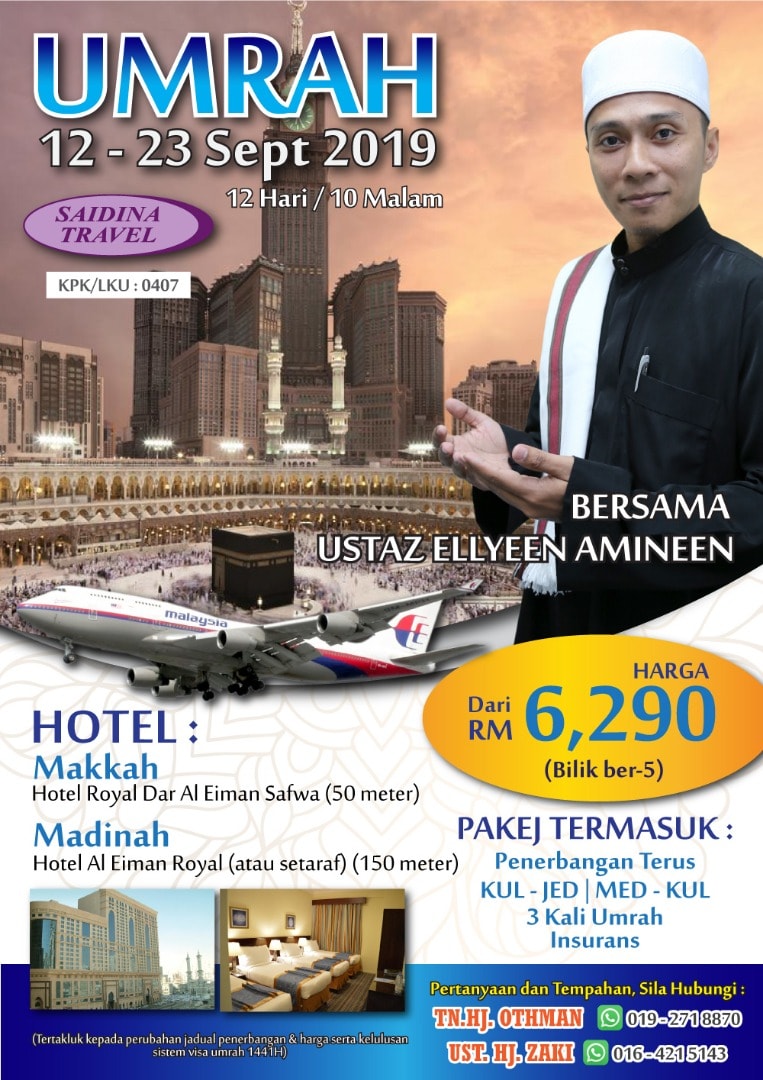 UMRAH
12 - 23 Sept 2019
12 Hari / 10 Malam
SAIDINA
TRAVEL
KPK/LKU : 0407
BERSAMA
USTAZ ELLYEEN AMINEEN
malaysia
HARGA
Dari
RM 6,290
(Bilik ber-5)
HOTEL :
Makkah
Hotel Royal Dar Al Eiman Safwa (50 meter)
Madinah
Hotel Al Eiman Royal (atau setaraf) (150 meter)
PAKEJ TERMASUK :
Penerbangan Terus
KUL - JED | MED - KUL
3 Kali Umrah
Insurans
Pertanyaan dan Tempahan, Sila Hubungi :
TN.HJ. OTHMAN 019 - 271 8870
UST. HJ. ZAKI 016 - 421 5143
(Tertakluk kepada perubahan jadual penerbangan & harga serta kelulusan
sistem visa umrah 1441H)